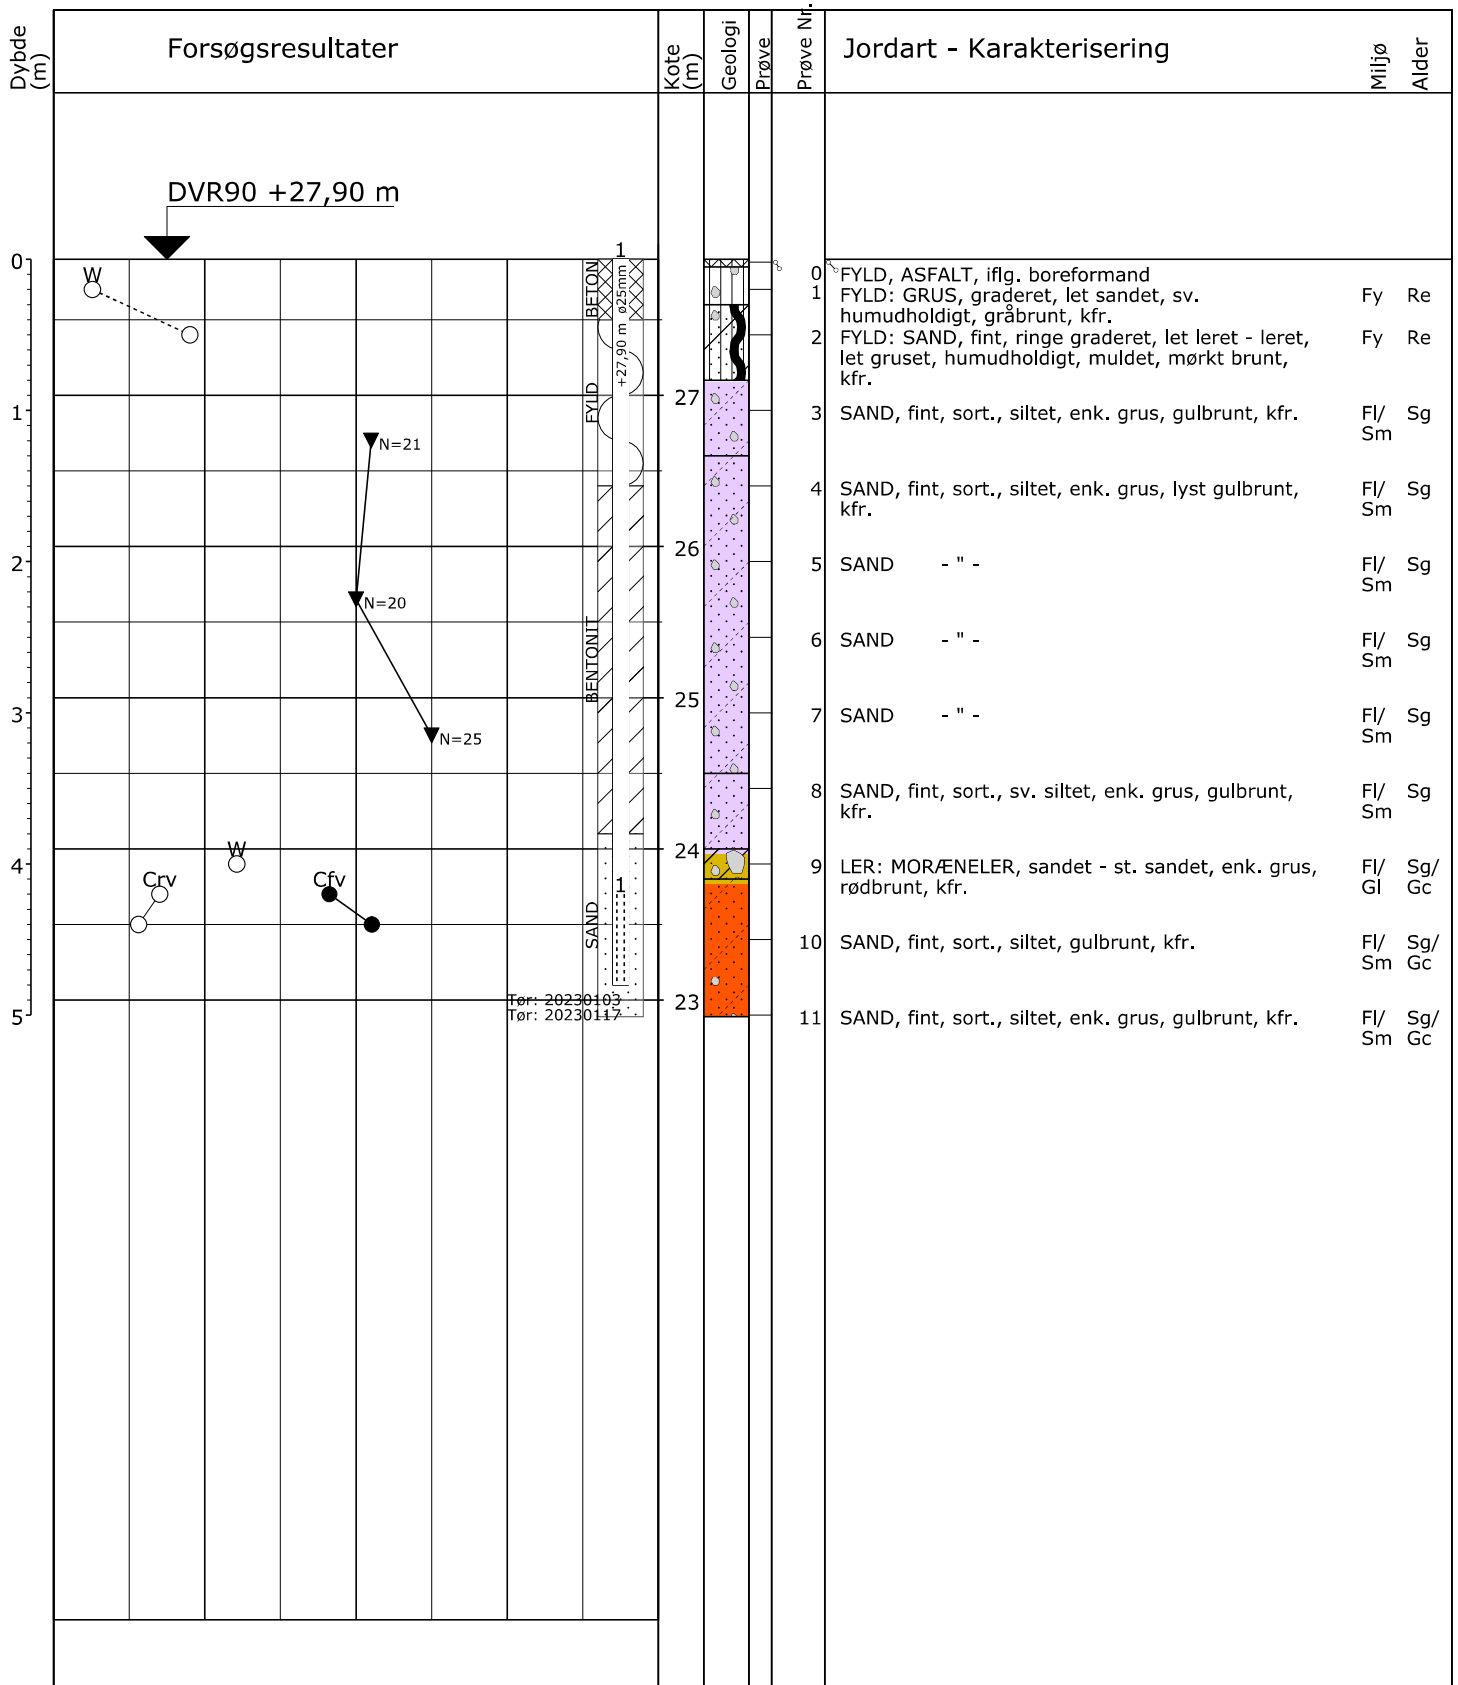 Dybde
(m)
Forsøgsresultater
Kote
(m)
Geologi
Prøve
Prøve Nr.
Jordart - Karakterisering
Miljø
Alder
DVR90 +27,90 m
0
1
2
3
4
5
W
N=21
N=20
N=25
W
Crv
Cfv
BETON
FYLD
BENTONIT
SAND
1
+27,90 m ø25mm
1
Tør: 20230103
Tør: 20230117
27
26
25
24
23
0 FYLD, ASFALT, iflg. boreformand
1 FYLD: GRUS, graderet, let sandet, sv. Fy Re
humudholdigt, gråbrunt, kfr.
2 FYLD: SAND, fint, ringe graderet, let leret - leret, Fy Re
let gruset, humudholdigt, muldet, mørkt brunt,
kfr.
3 SAND, fint, sort., siltet, enk. grus, gulbrunt, kfr. Fl/ Sg
Sm
4 SAND, fint, sort., siltet, enk. grus, lyst gulbrunt, Fl/ Sg
kfr. Sm
5 SAND - " - Fl/ Sg
Sm
6 SAND - " - Fl/ Sg
Sm
7 SAND - " - Fl/ Sg
Sm
8 SAND, fint, sort., sv. siltet, enk. grus, gulbrunt, Fl/ Sg
kfr. Sm
9 LER: MORÆNELER, sandet - st. sandet, enk. grus, Fl/ Sg/
rødbrunt, kfr. Gl Gc
10 SAND, fint, sort., siltet, gulbrunt, kfr. Fl/ Sg/
Sm Gc
11 SAND, fint, sort., siltet, enk. grus, gulbrunt, kfr. Fl/ Sg/
Sm Gc